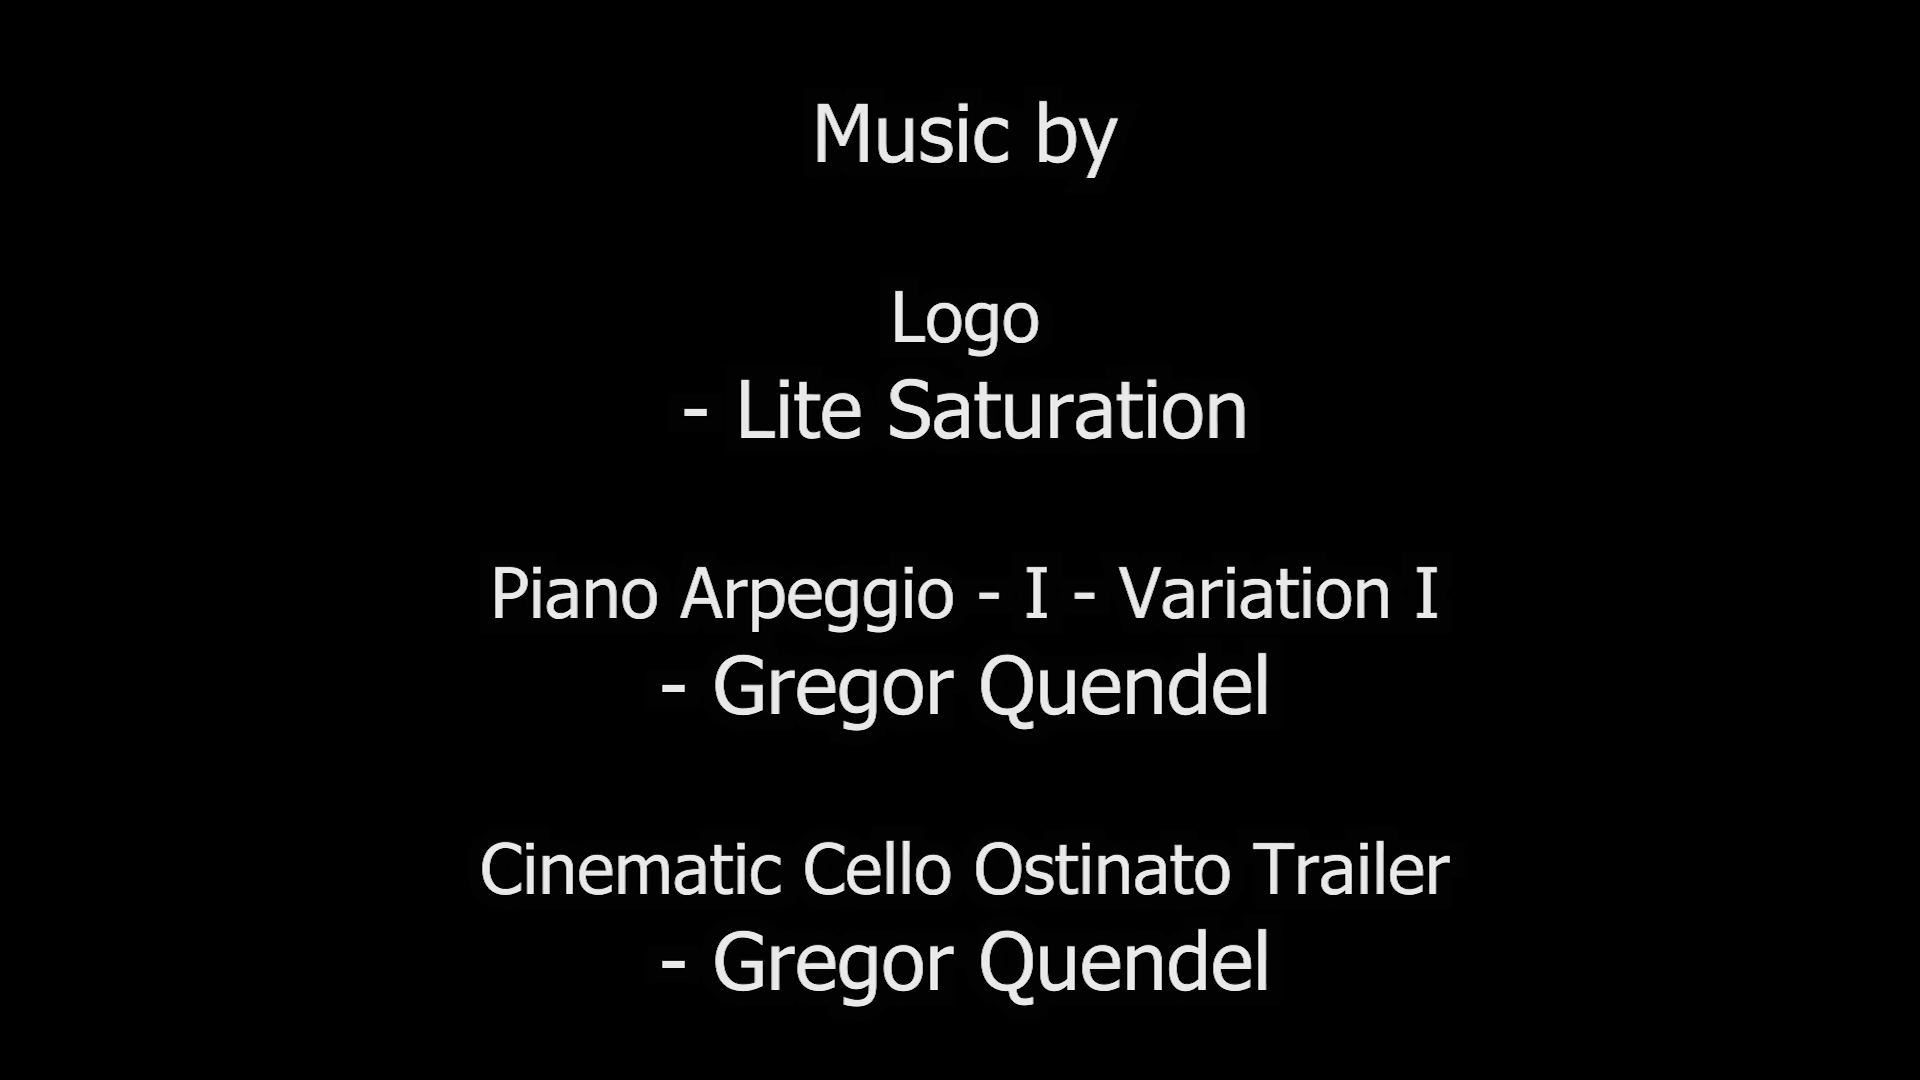 Music by
Logo
- Lite Saturation
Piano Arpeggio - I - Variation I
- Gregor Quendel
Cinematic Cello Ostinato Trailer
- Gregor Quendel